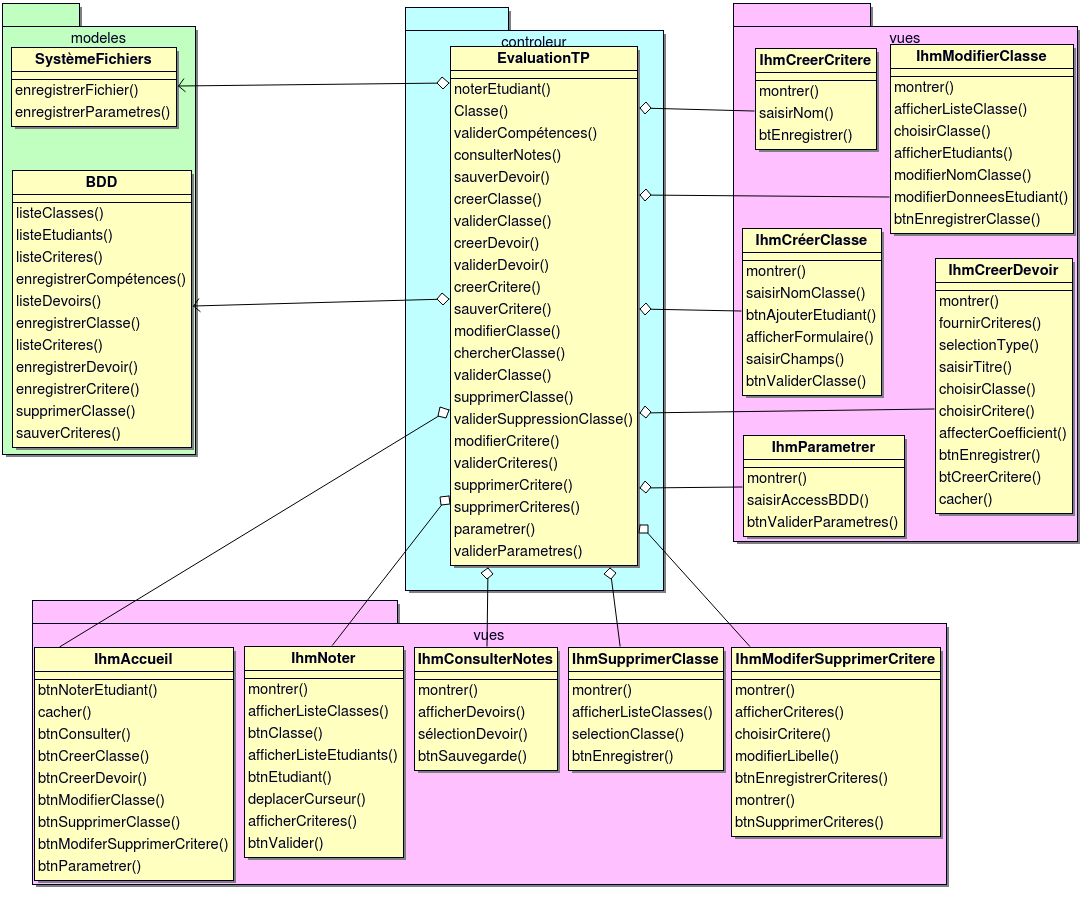 modeles
SystèmeFichiers
enregistrerFichier()
enregistrerParametres()
BDD
listeClasses()
listeEtudiants()
listeCriteres()
enregistrerCompétences()
listeDevoirs()
enregistrerClasse()
listeCriteres()
enregistrerDevoir()
enregistrerCritere()
supprimerClasse()
sauverCriteres()
controleur
EvaluationTP
noterEtudiant()
Classe()
validerCompétences()
consulterNotes()
sauverDevoir()
creerClasse()
validerClasse()
creerDevoir()
validerDevoir()
creerCritere()
sauverCritere()
modifierClasse()
chercherClasse()
validerClasse()
supprimerClasse()
validerSuppressionClasse()
modifierCritere()
validerCriteres()
supprimerCritere()
supprimerCriteres()
parametrer()
validerParametres()
vues
IhmCreerCritere
montrer()
saisirNom()
btEnregistrer()
IhmModifierClasse
montrer()
afficherListeClasse()
choisirClasse()
afficherEtudiants()
modifierNomClasse()
modifierDonneesEtudiant()
btnEnregistrerClasse()
IhmCréerClasse
montrer()
saisirNomClasse()
btnAjouterEtudiant()
afficherFormulaire()
saisirChamps()
btnValiderClasse()
IhmCreerDevoir
montrer()
fournirCriteres()
selectionType()
saisirTitre()
choisirClasse()
choisirCritere()
affecterCoefficient()
btnEnregistrer()
btCreerCritere()
cacher()
IhmParametrer
montrer()
saisirAccessBDD()
btnValiderParametres()
vues
IhmAccueil
btnNoterEtudiant()
cacher()
btnConsulter()
btnCreerClasse()
btnCreerDevoir()
btnModifierClasse()
btnSupprimerClasse()
btnModiferSupprimerCritere()
btnParametrer()
IhmNoter
montrer()
afficherListeClasses()
btnClasse()
afficherListeEtudiants()
btnEtudiant()
deplacerCurseur()
afficherCriteres()
btnValider()
IhmConsulterNotes
montrer()
afficherDevoirs()
sélectionDevoir()
btnSauvegarde()
IhmSupprimerClasse
montrer()
afficherListeClasses()
selectionClasse()
btnEnregistrer()
IhmModiferSupprimerCritere
montrer()
afficherCriteres()
choisirCritere()
modifierLibelle()
btnEnregistrerCriteres()
montrer()
btnSupprimerCriteres()